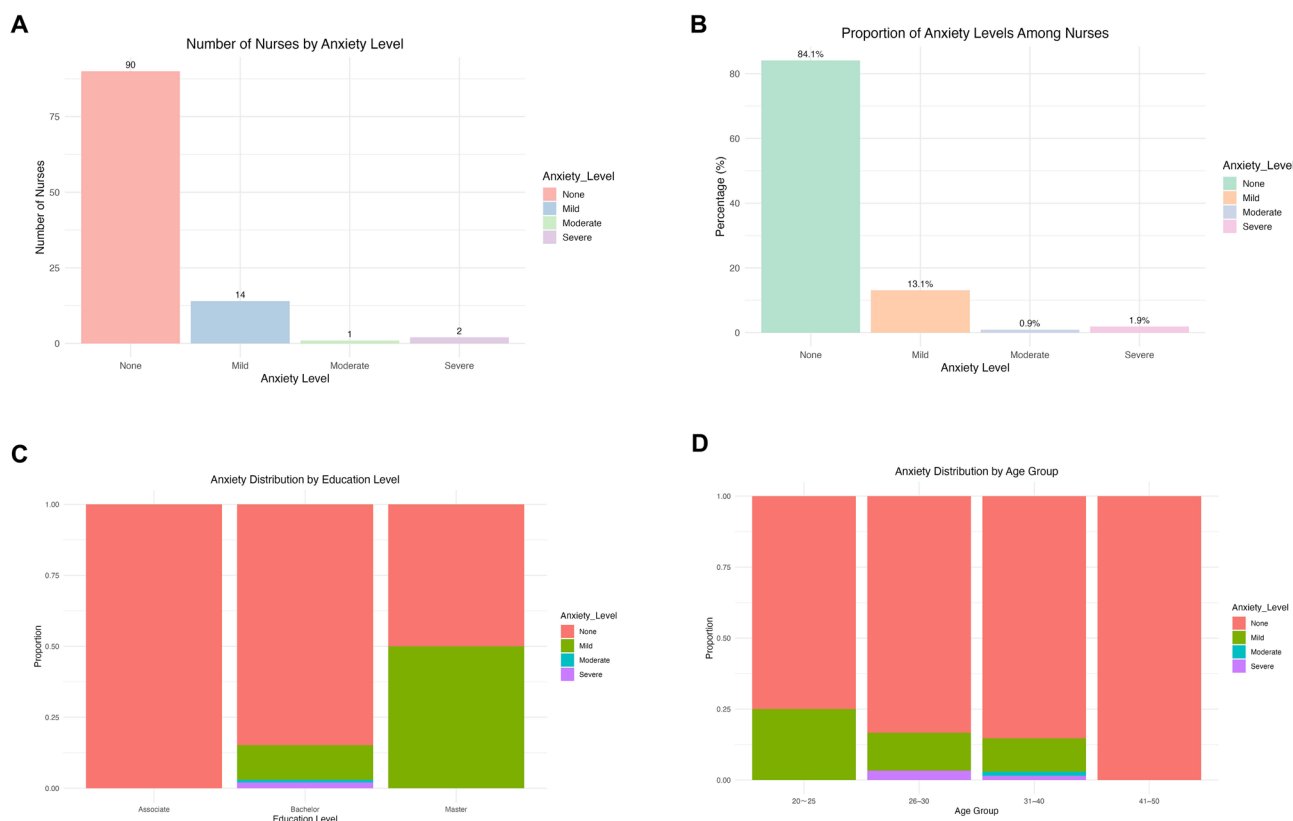 A
Number of Nurses by Anxiety Level
90
14
1
2
75
50
25
0
Number of Nurses
None
Mild
Moderate
Severe
Anxiety Level
Anxiety_Level
None
Mild
Moderate
Severe
B
Proportion of Anxiety Levels Among Nurses
84.1%
13.1%
0.9%
1.9%
80
60
40
20
0
Percentage (%)
None
Mild
Moderate
Severe
Anxiety Level
Anxiety_Level
None
Mild
Moderate
Severe
C
Anxiety Distribution by Education Level
1.00
0.75
0.50
0.25
0.00
Proportion
Associate
Bachelor
Master
Education Level
Anxiety_Level
None
Mild
Moderate
Severe
D
Anxiety Distribution by Age Group
1.00
0.75
0.50
0.25
0.00
Proportion
20~25
26–30
31–40
41–50
Age Group
Anxiety_Level
None
Mild
Moderate
Severe